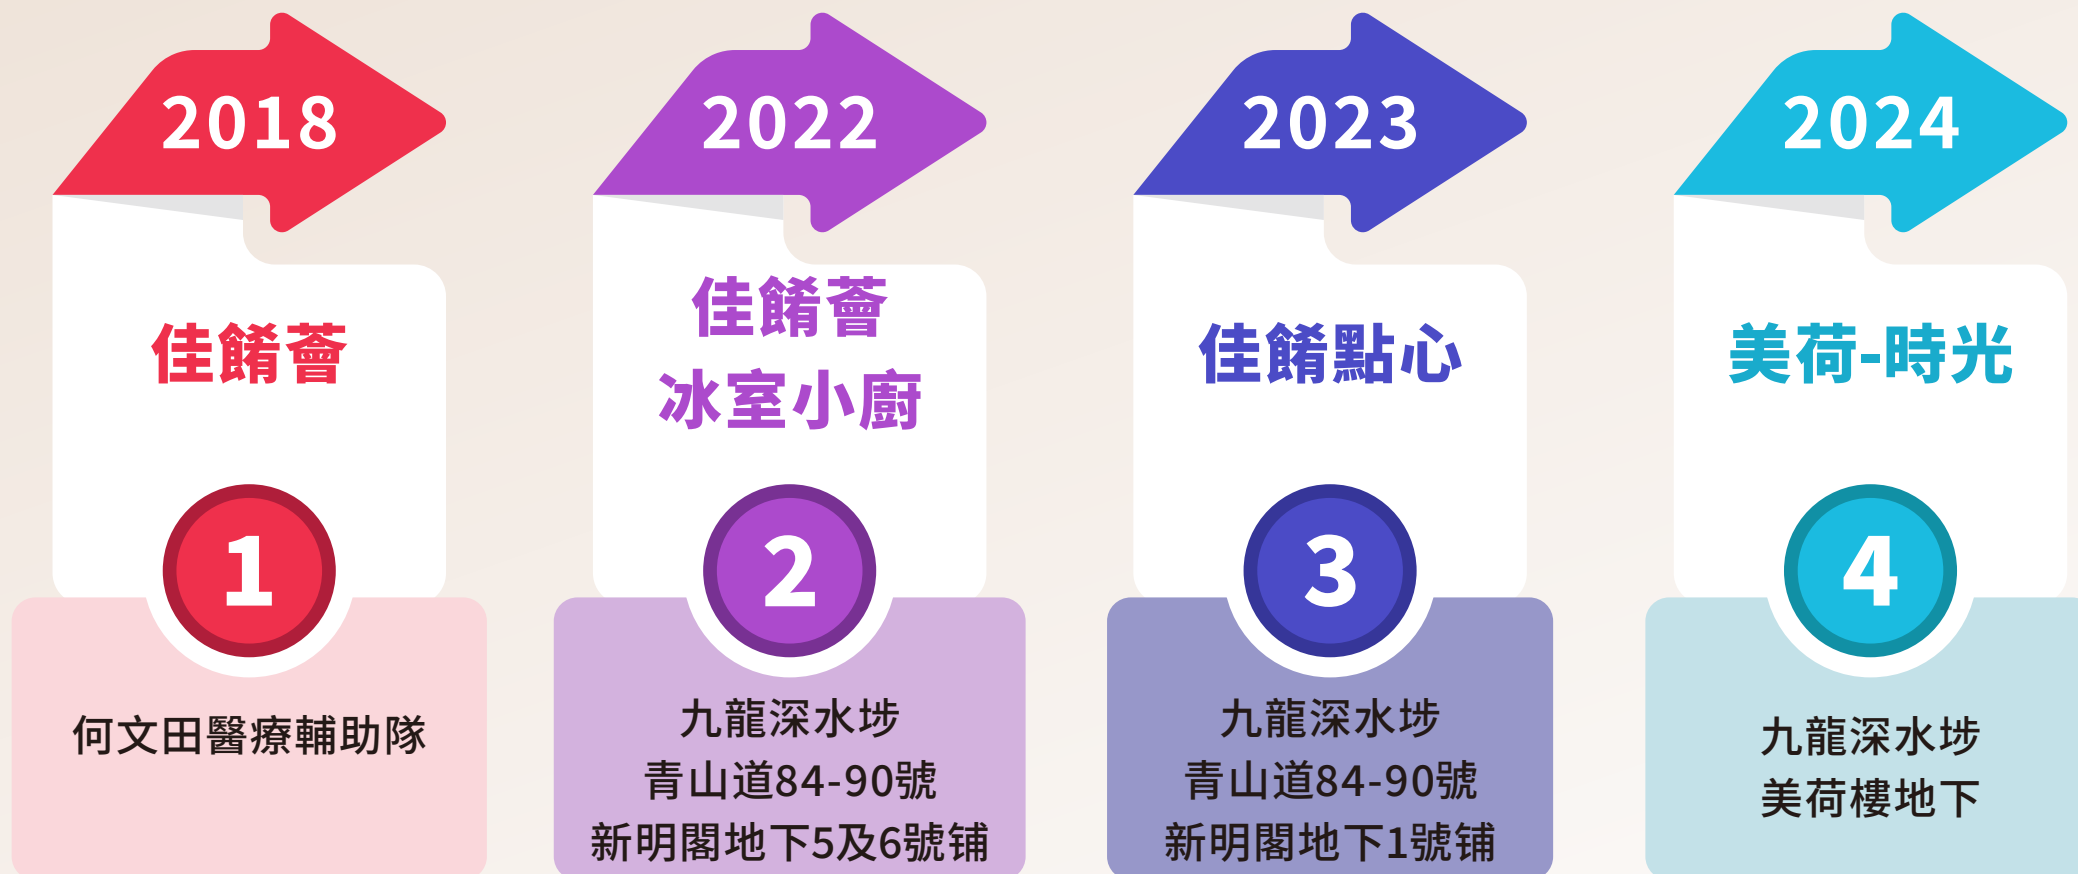 2018
佳餚薈
1
何文田醫療輔助隊
2022
佳餚薈
冰室小廚
2
九龍深水埗
青山道84-90號
新明閣地下5及6號铺
2023
佳餚點心
3
九龍深水埗
青山道84-90號
新明閣地下1號铺
2024
美荷-時光
4
九龍深水埗
美荷樓地下